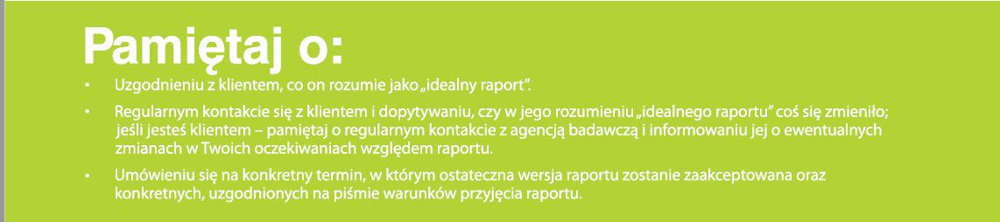 Pamiętaj o:
• Uzgodnieniu z klientem, co on rozumie jako „idealny raport”.
• Regularnym kontakcie się z klientem i dopytywaniu, czy w jego rozumieniu „idealnego raportu” coś się zmieniło;
jeśli jesteś klientem – pamiętaj o regularnym kontakcie z agencją badawczą i informowaniu jej o ewentualnych
zmianach w Twoich oczekiwaniach względem raportu.
• Umówieniu się na konkretny termin, w którym ostateczna wersja raportu zostanie zaakceptowana oraz
konkretnych, uzgodnionych na piśmie warunków przyjęcia raportu.